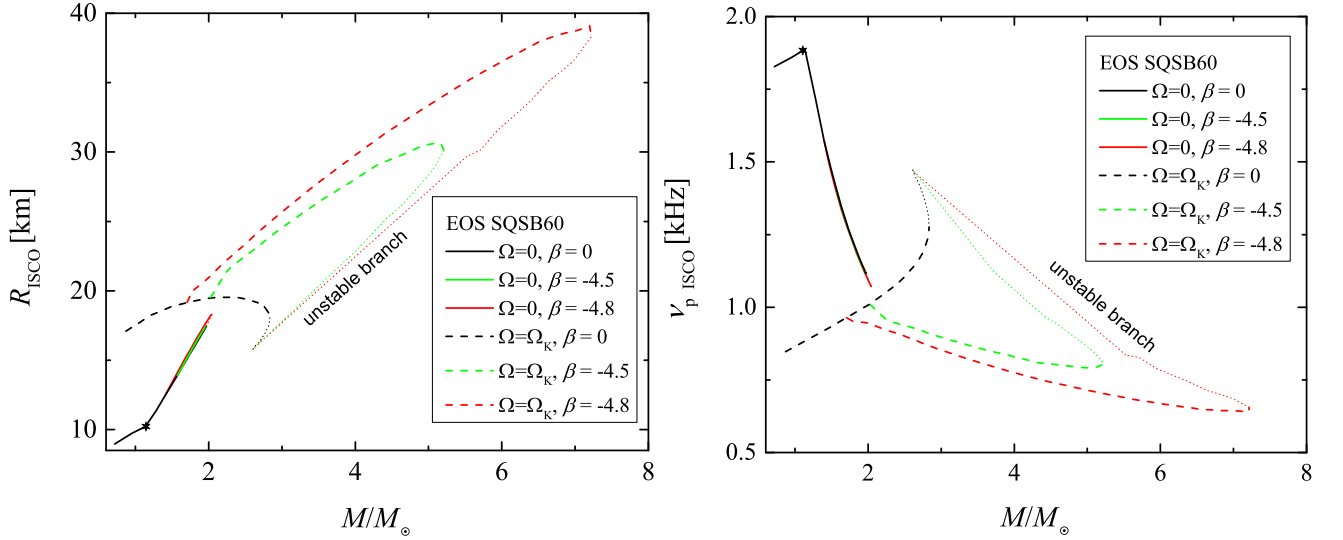 40
30
20
10
R_ISCO [km]
EOS SQSB60
Ω=0, β = 0
Ω=0, β = -4.5
Ω=0, β = -4.8
Ω=Ω_K, β = 0
Ω=Ω_K, β = -4.5
Ω=Ω_K, β = -4.8
unstable branch
2
4
6
8
M/M_⊙
2.0
1.5
1.0
0.5
ν_p ISCO [kHz]
EOS SQSB60
Ω=0, β = 0
Ω=0, β = -4.5
Ω=0, β = -4.8
Ω=Ω_K, β = 0
Ω=Ω_K, β = -4.5
Ω=Ω_K, β = -4.8
unstable branch
2
4
6
8
M/M_⊙